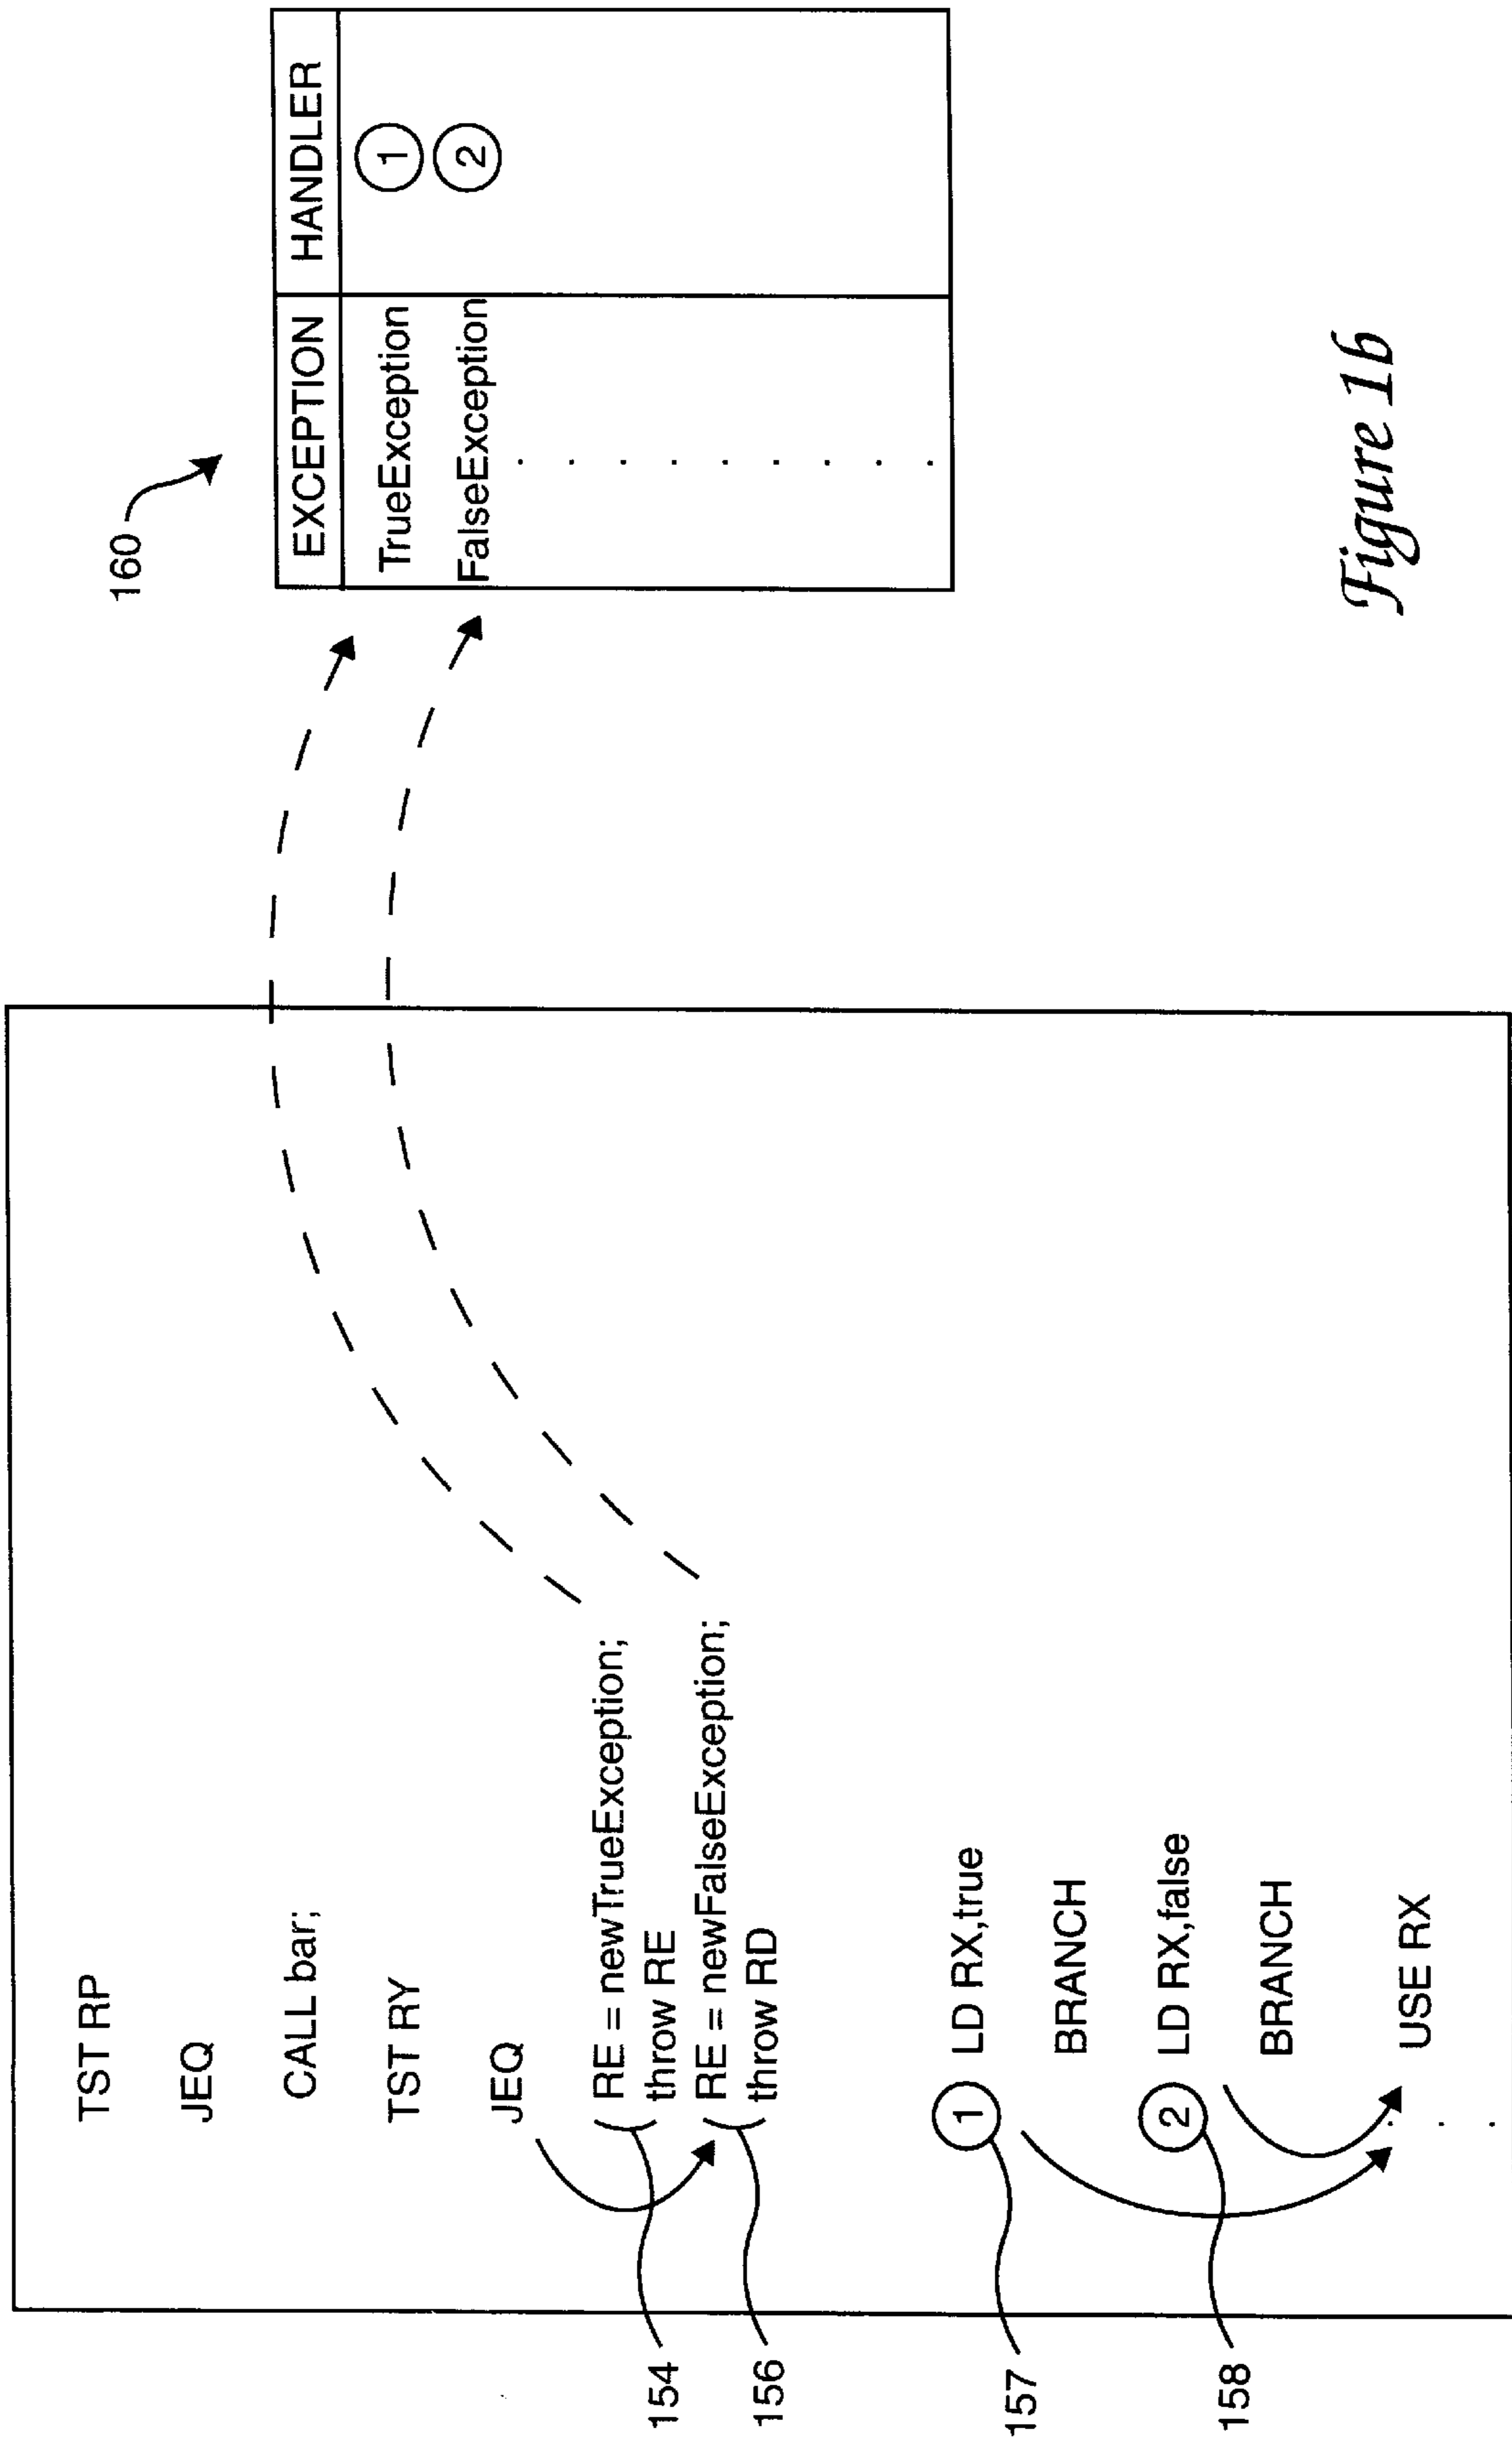 TST RP
JEQ
CALL bar;
TST RY
JEQ
154
RE = newTrueException;
throw RE
156
RE = newFalseException;
throw RD
157
1 LD RX,true
BRANCH
158
2 LD RX,false
BRANCH
USE RX
160
EXCEPTION HANDLER
TrueException 1
FalseException 2
Figure 1b